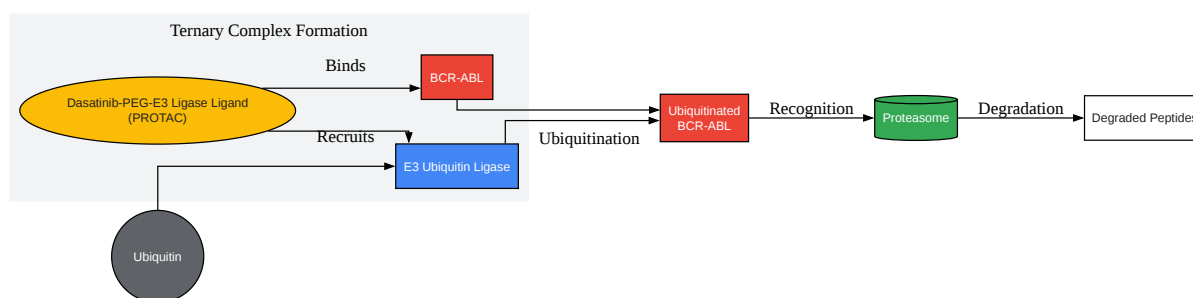 Ternary Complex Formation
Binds
BCR-ABL
Dasatinib-PEG-E3 Ligase Ligand
(PROTAC)
Recruits
E3 Ubiquitin Ligase
Ubiquitination
Ubiquitinated
BCR-ABL
Recognition
Proteasome
Degradation
Degraded Peptides
Ubiquitin